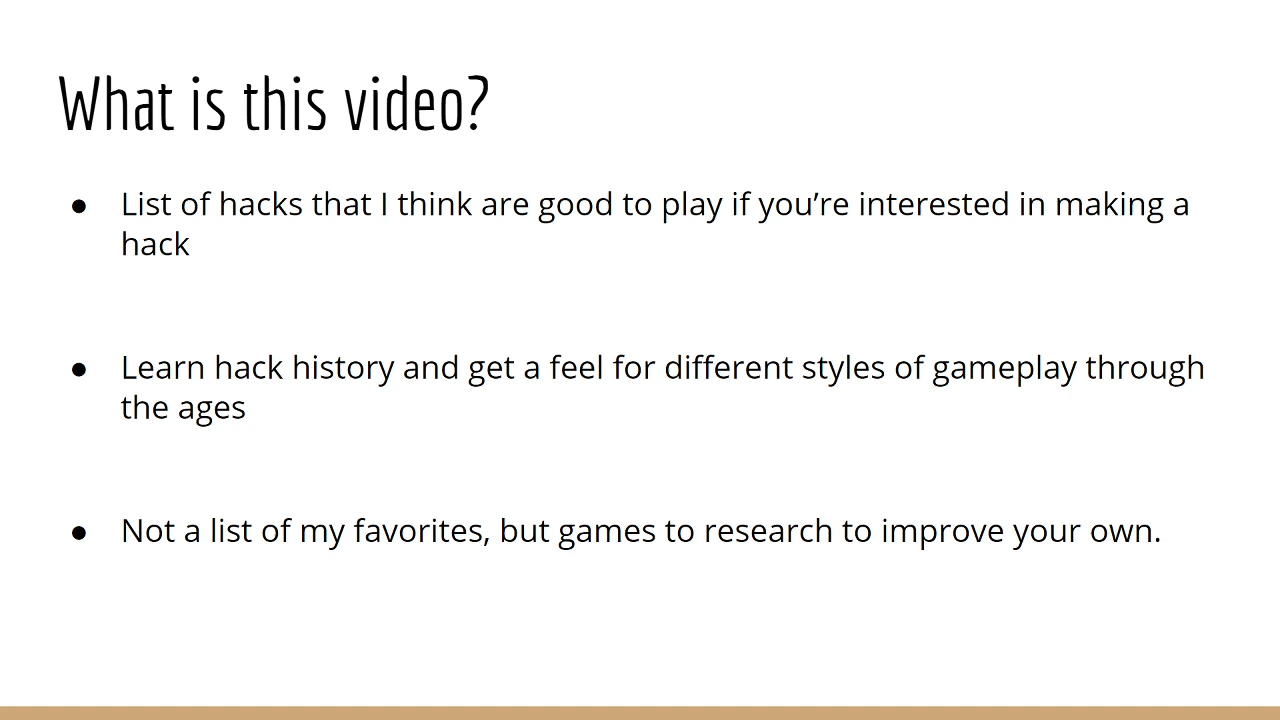 What is this video?
● List of hacks that I think are good to play if you’re interested in making a
hack
● Learn hack history and get a feel for different styles of gameplay through
the ages
● Not a list of my favorites, but games to research to improve your own.